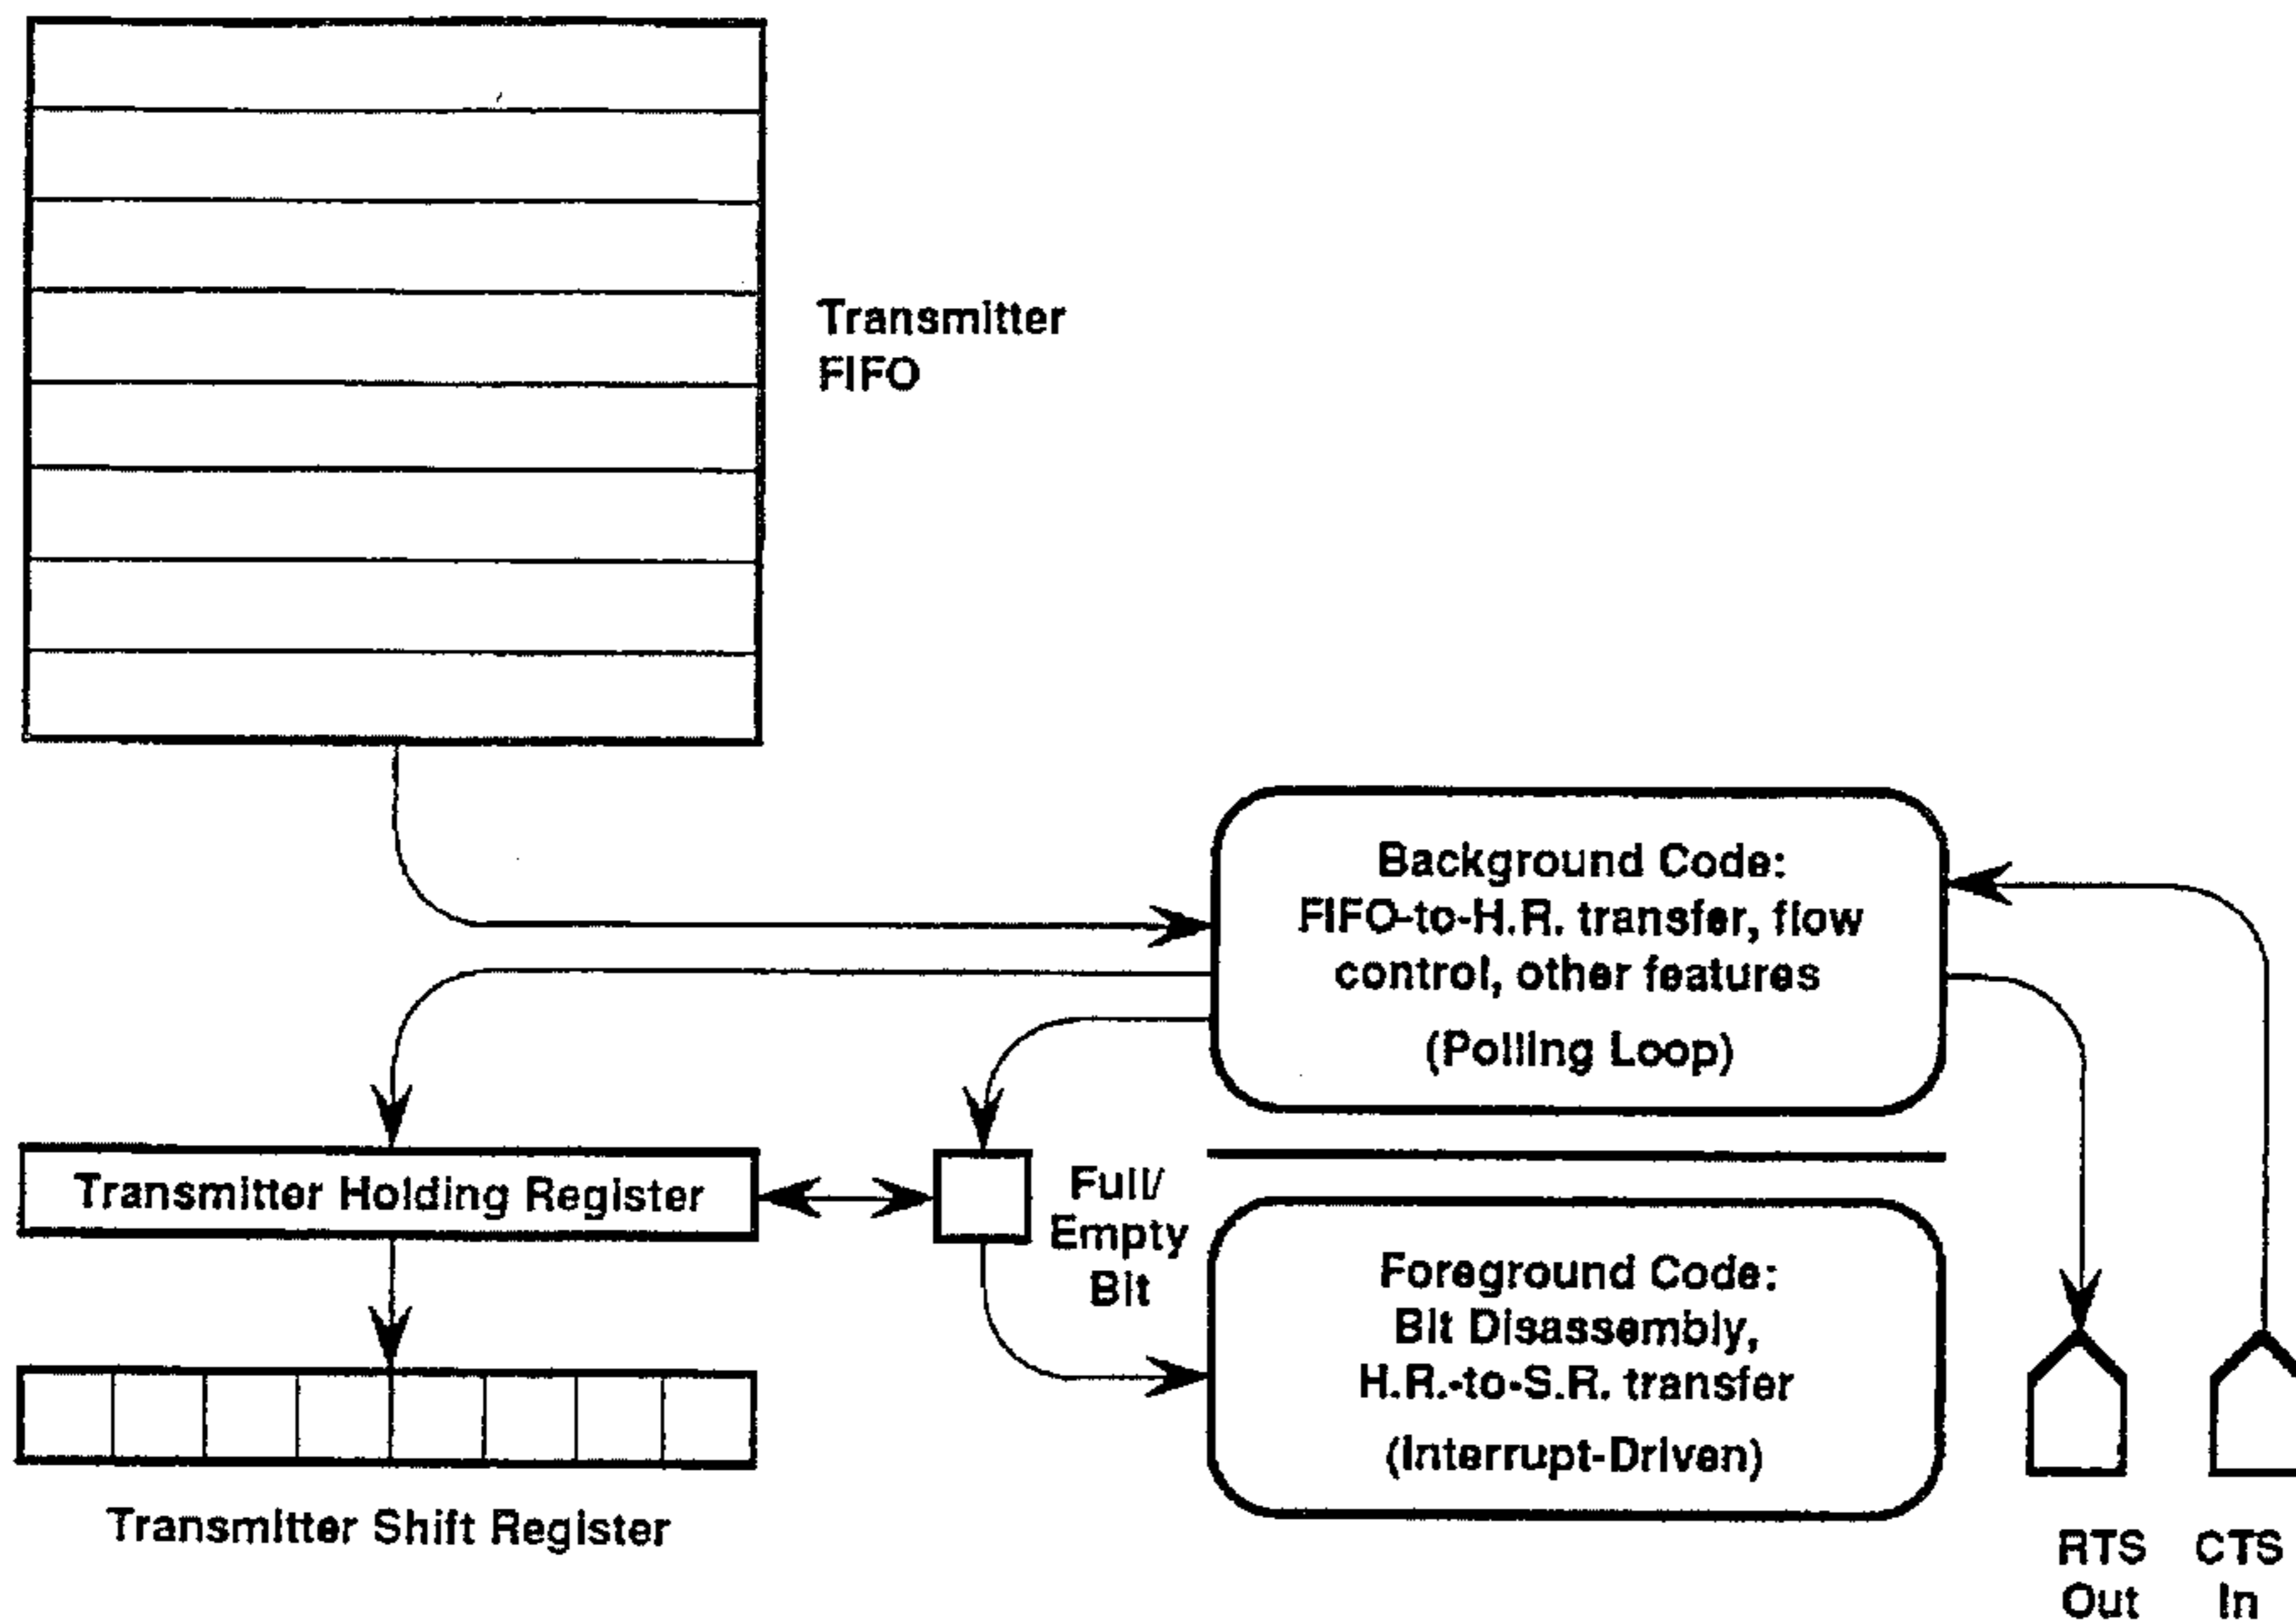 Transmitter
FIFO
Background Code:
FIFO-to-H.R. transfer, flow
control, other features
(Polling Loop)
Transmitter Holding Register
Full/
Empty
Bit
Foreground Code:
Bit Disassembly,
H.R.-to-S.R. transfer
(Interrupt-Driven)
Transmitter Shift Register
RTS
Out
CTS
In